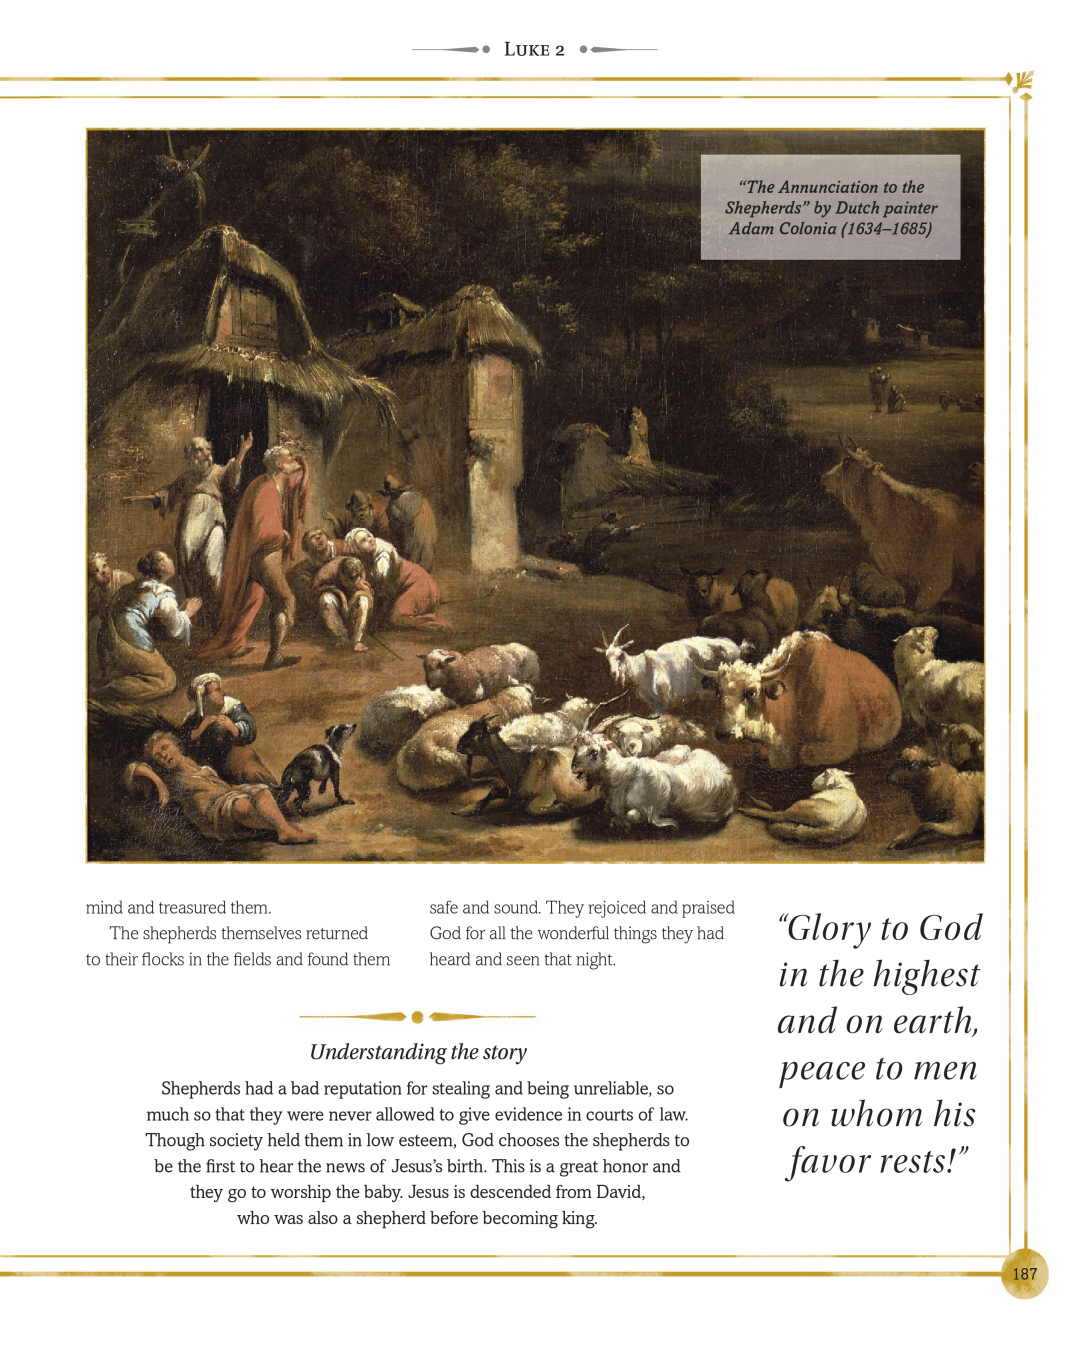 LUKE 2
“The Annunciation to the
Shepherds” by Dutch painter
Adam Colonia (1634–1685)
mind and treasured them.
The shepherds themselves returned
to their flocks in the fields and found them
safe and sound. They rejoiced and praised
God for all the wonderful things they had
heard and seen that night.
“Glory to God
in the highest
and on earth,
peace to men
on whom his
favor rests!”
Understanding the story
Shepherds had a bad reputation for stealing and being unreliable, so
much so that they were never allowed to give evidence in courts of law.
Though society held them in low esteem, God chooses the shepherds to
be the first to hear the news of Jesus’s birth. This is a great honor and
they go to worship the baby. Jesus is descended from David,
who was also a shepherd before becoming king.
187